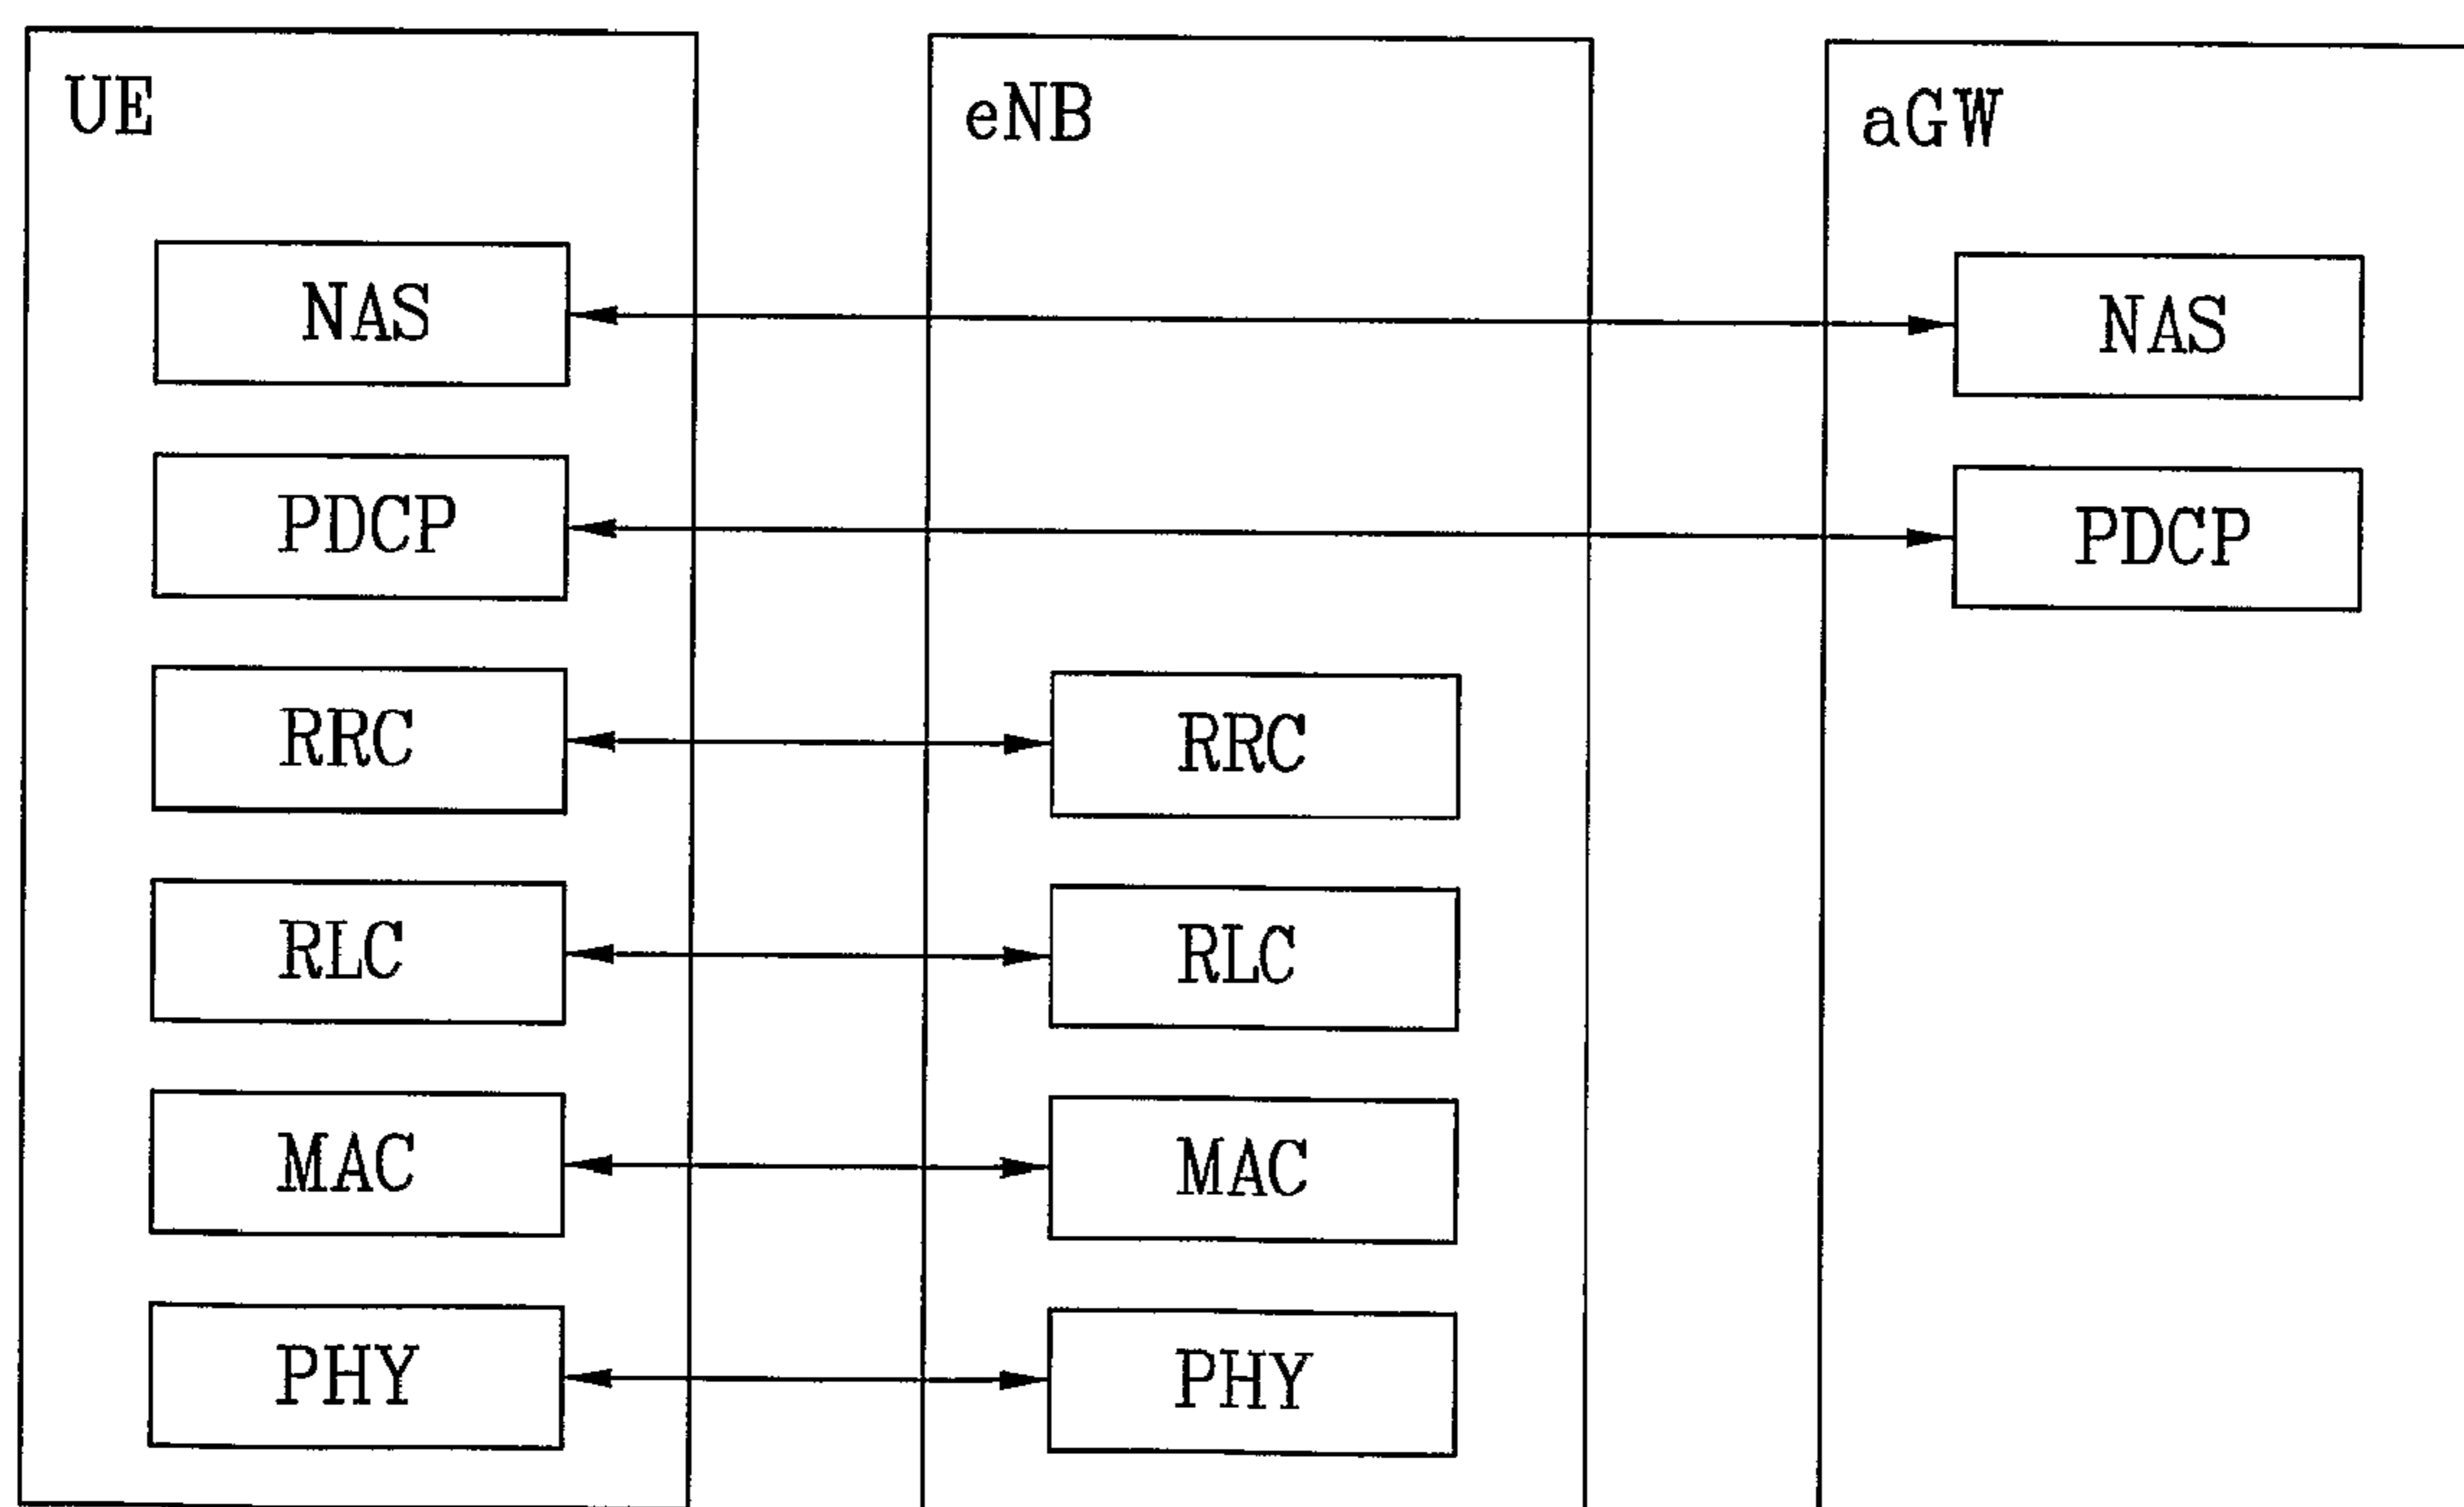 UE
eNB
aGW
NAS
NAS
PDCP
PDCP
RRC
RRC
RLC
RLC
MAC
MAC
PHY
PHY